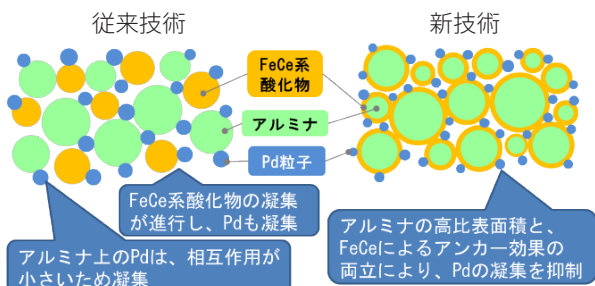 従来技術
新技術
FeCe系
酸化物
アルミナ
Pd粒子
FeCe系酸化物の凝集
が進行し、Pdも凝集
アルミナ上のPdは、相互作用が
小さいため凝集
アルミナの高比表面積と、
FeCeによるアンカー効果の
両立により、Pdの凝集を抑制